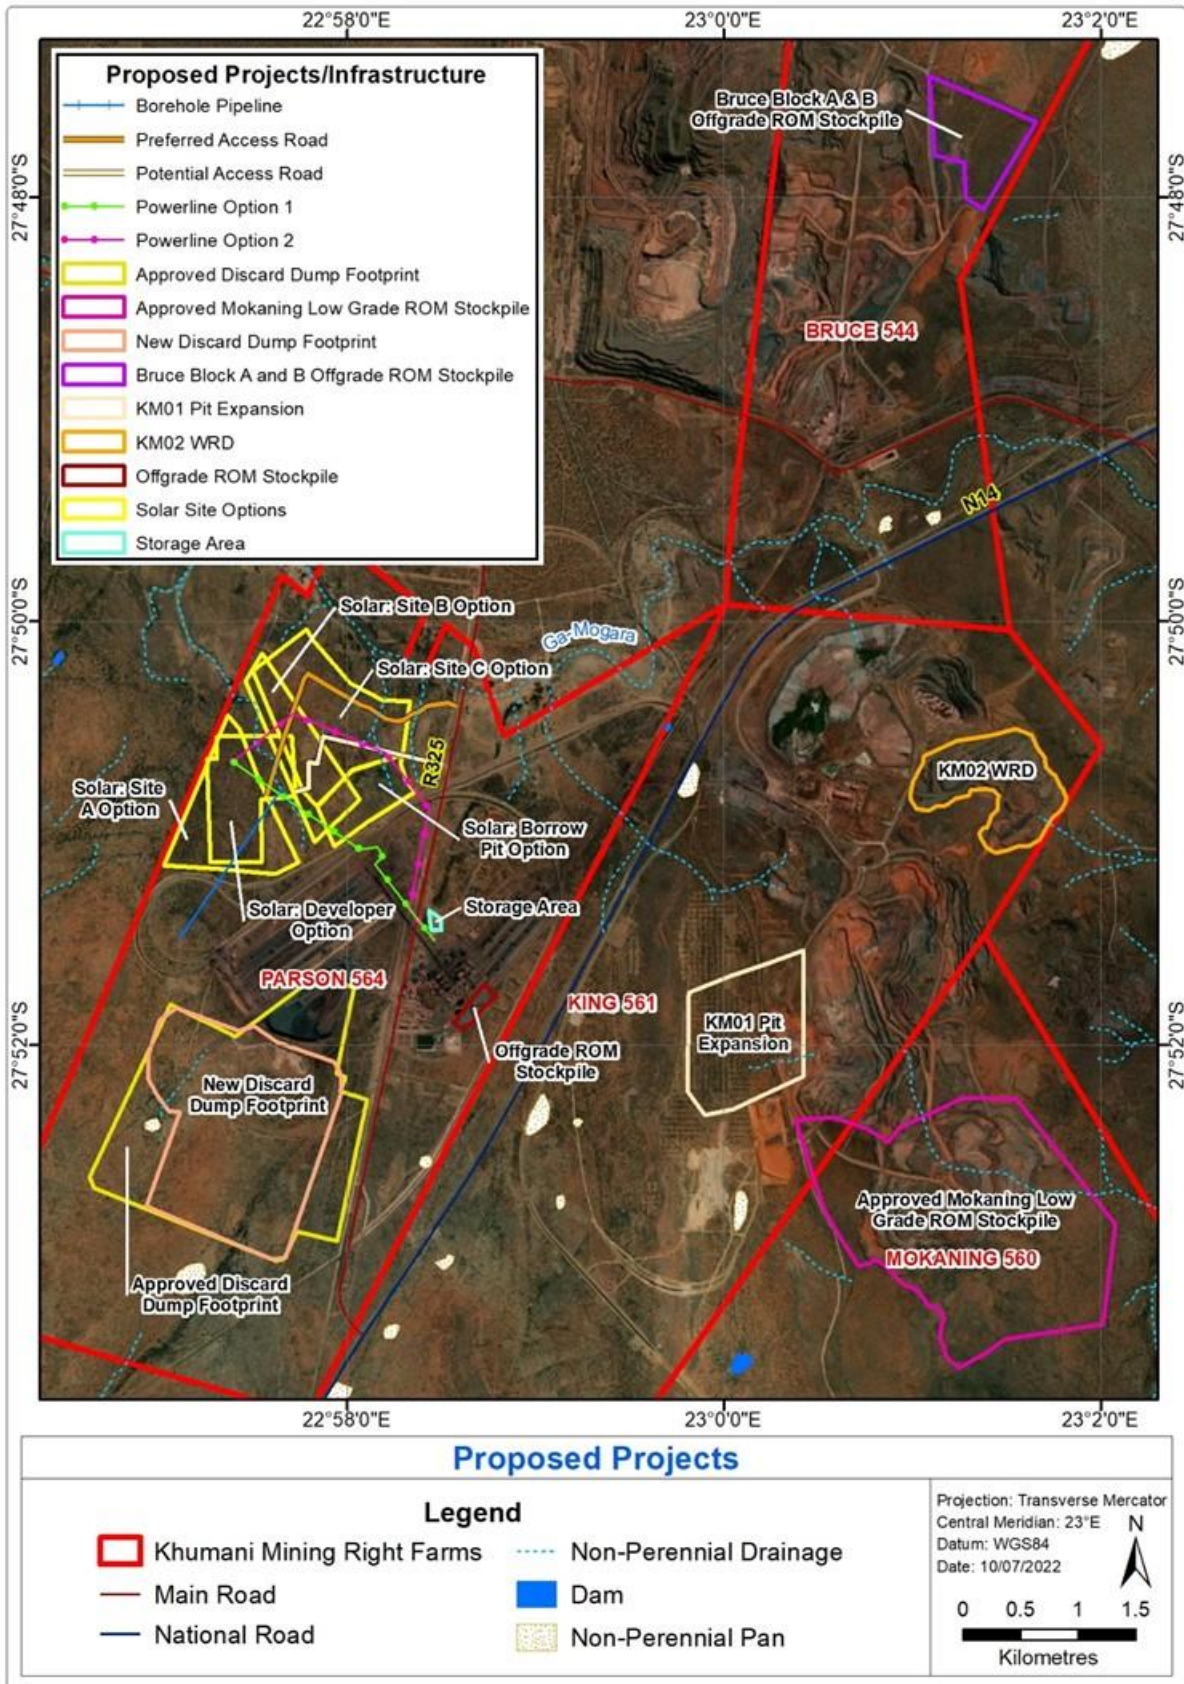 22°58'0"E
23°0'0"E
23°2'0"E
Proposed Projects/Infrastructure
Borehole Pipeline
Preferred Access Road
Potential Access Road
Powerline Option 1
Powerline Option 2
Approved Discard Dump Footprint
Approved Mokaning Low Grade ROM Stockpile
New Discard Dump Footprint
Bruce Block A and B Offgrade ROM Stockpile
KM01 Pit Expansion
KM02 WRD
Offgrade ROM Stockpile
Solar Site Options
Storage Area
Bruce Block A & B
Offgrade ROM Stockpile
27°48'0"S
27°48'0"S
BRUCE 544
N14
27°50'0"S
27°50'0"S
Solar: Site B Option
Ga-Mogara
Solar: Site C Option
R325
Solar: Site
A Option
KM02 WRD
Solar: Borrow
Pit Option
Storage Area
Solar: Developer
Option
PARSON 564
KING 561
KM01 Pit
Expansion
27°52'0"S
27°52'0"S
Offgrade ROM
Stockpile
New Discard
Dump Footprint
Approved Mokaning Low
Grade ROM Stockpile
MOKANING 560
Approved Discard
Dump Footprint
22°58'0"E
23°0'0"E
23°2'0"E
Proposed Projects
Legend
Khumani Mining Right Farms
Main Road
National Road
Non-Perennial Drainage
Dam
Non-Perennial Pan
Projection: Transverse Mercator
Central Meridian: 23°E
Datum: WGS84
Date: 10/07/2022
N
0 0.5 1 1.5
Kilometres